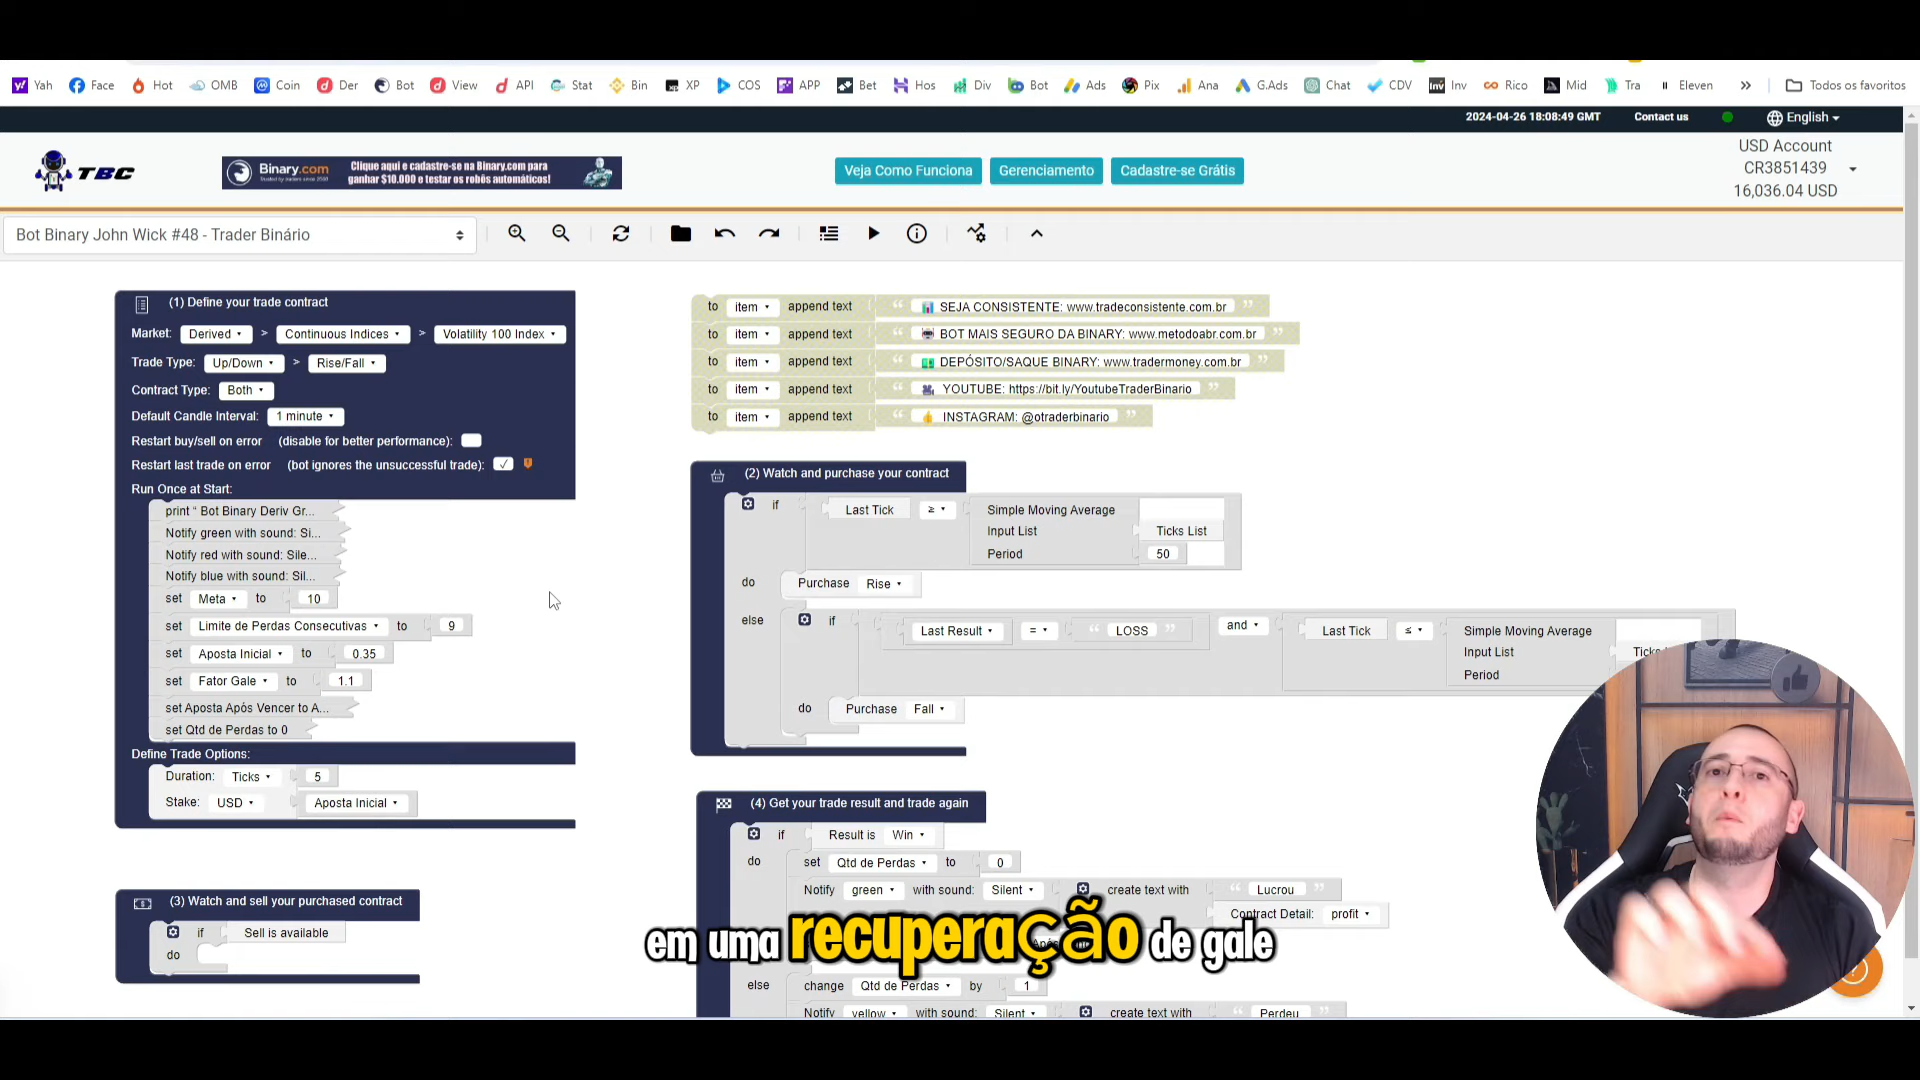 Yah Face Hot OMB Coin Der Bot View API Stat Bin XP COS APP Bet Hos Div Bot Ads Pix Ana G.Ads Chat CDV Inv Rico Mid Tra Eleven » Todos os favoritos
2024-04-26 18:08:49 GMT Contact us English
TBC
Binary.com
Clique aqui e cadastre-se na Binary.com para
ganhar $10.000 e testar os robôs automáticos!
Veja Como Funciona Gerenciamento Cadastre-se Grátis
USD Account
CR3851439
16,036.04 USD
Bot Binary John Wick #48 - Trader Binário
(1) Define your trade contract
Market: Derived > Continuous Indices > Volatility 100 Index
Trade Type: Up/Down > Rise/Fall
Contract Type: Both
Default Candle Interval: 1 minute
Restart buy/sell on error (disable for better performance):
Restart last trade on error (bot ignores the unsuccessful trade): ✓
Run Once at Start:
print “ Bot Binary Deriv Gr...
Notify green with sound: Si...
Notify red with sound: Sile...
Notify blue with sound: Sil...
set Meta to 10
set Limite de Perdas Consecutivas to 9
set Aposta Inicial to 0.35
set Fator Gale to 1.1
set Aposta Após Vencer to A...
set Qtd de Perdas to 0
Define Trade Options:
Duration: Ticks 5
Stake: USD Aposta Inicial
(3) Watch and sell your purchased contract
if Sell is available
do
to item append text “ SEJA CONSISTENTE: www.tradeconsistente.com.br ”
to item append text “ BOT MAIS SEGURO DA BINARY: www.metodoabr.com.br ”
to item append text “ DEPÓSITO/SAQUE BINARY: www.tradermoney.com.br ”
to item append text “ YOUTUBE: https://bit.ly/YoutubeTraderBinario ”
to item append text “ INSTAGRAM: @otraderbinario ”
(2) Watch and purchase your contract
if Last Tick ≥ Simple Moving Average
Input List Ticks List
Period 50
do Purchase Rise
else if Last Result = “ LOSS ” and Last Tick ≤ Simple Moving Average
Input List
Period
do Purchase Fall
(4) Get your trade result and trade again
if Result is Win
do set Qtd de Perdas to 0
Notify green with sound: Silent create text with “ Lucrou ”
Contract Detail: profit
em uma recuperação de gale
else change Qtd de Perdas by 1
Notify yellow with sound: Silent create text with “ Perdeu ”